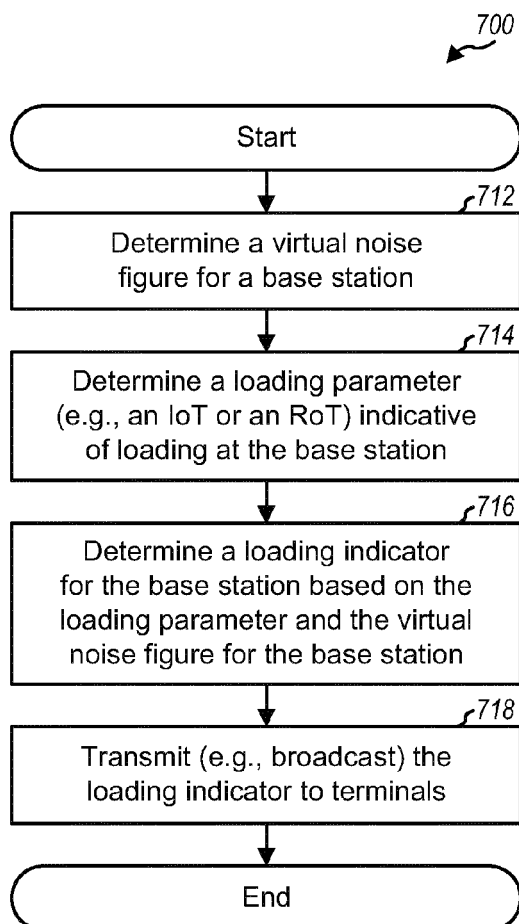 700
Start
712
Determine a virtual noise
figure for a base station
714
Determine a loading parameter
(e.g., an IoT or an RoT) indicative
of loading at the base station
716
Determine a loading indicator
for the base station based on the
loading parameter and the virtual
noise figure for the base station
718
Transmit (e.g., broadcast) the
loading indicator to terminals
End